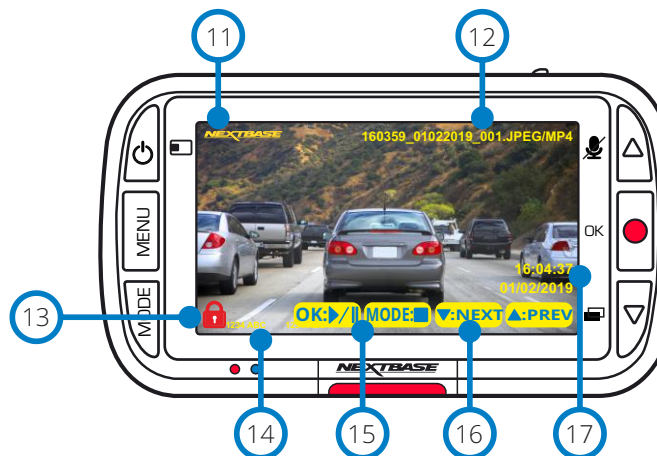 11
12
NEXTBASE
160359_01022019_001.JPEG/MP4
MENU
OK
16:04:37
01/02/2019
13
MODE
OK:▶/II
MODE:■
▼:NEXT
▲:PREV
NEXTBASE
14
15
16
17